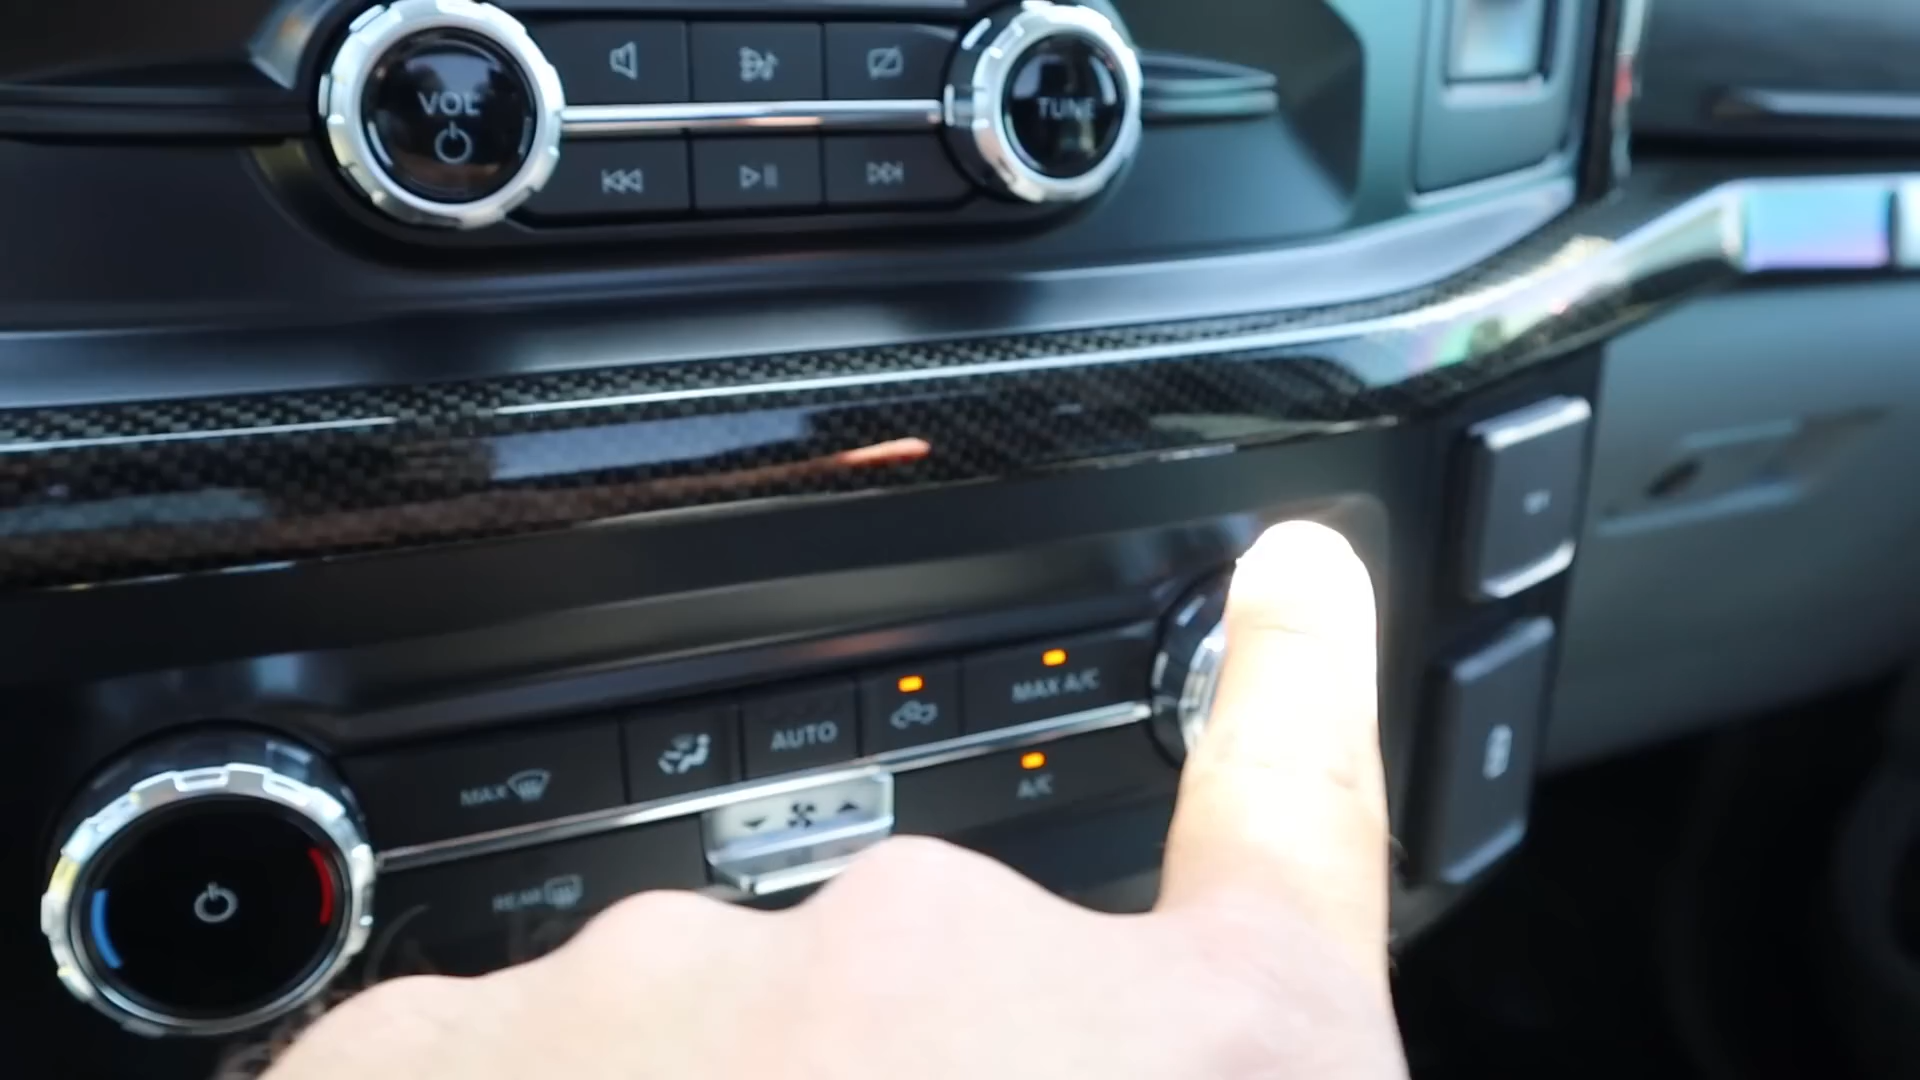 VOL
TUNE
MAX A/C
AUTO
MAX
A/C
REAR